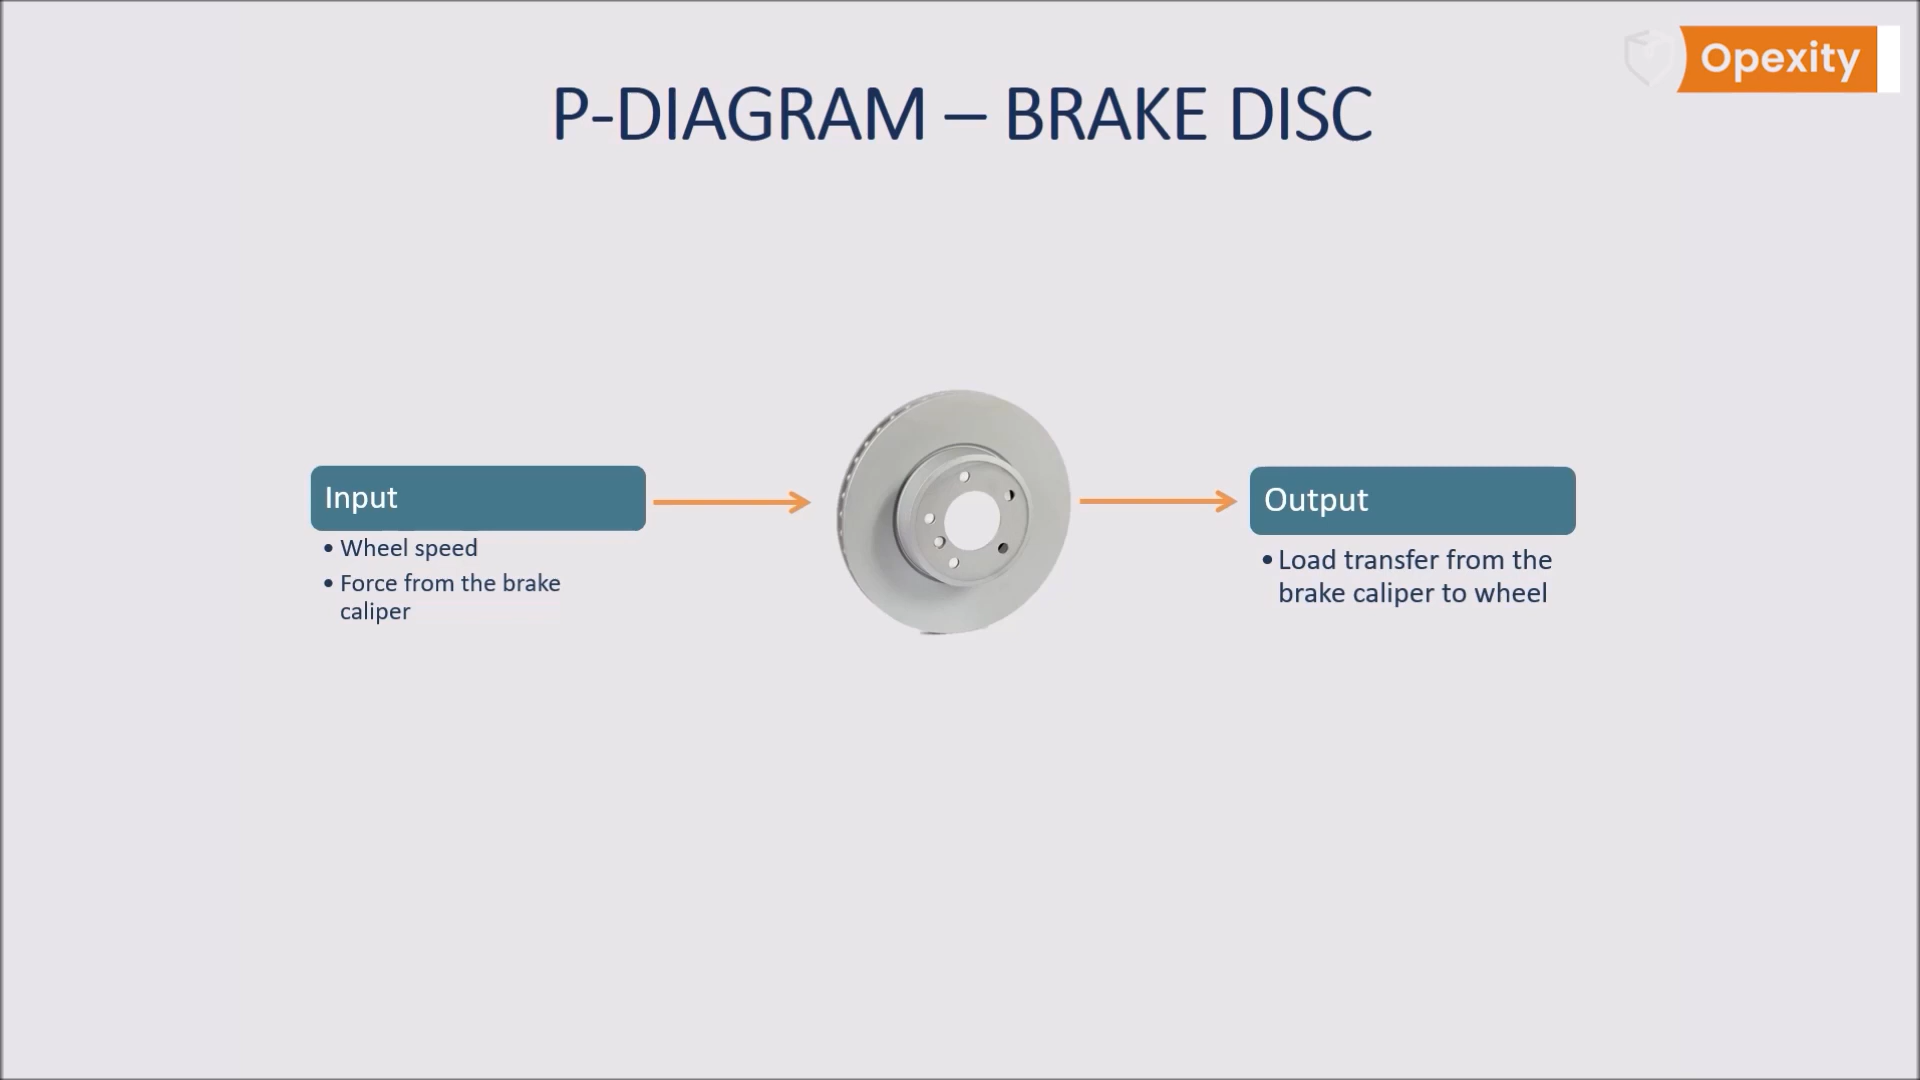 Opexity
P-DIAGRAM – BRAKE DISC
Input
• Wheel speed
• Force from the brake
caliper
Output
• Load transfer from the
brake caliper to wheel